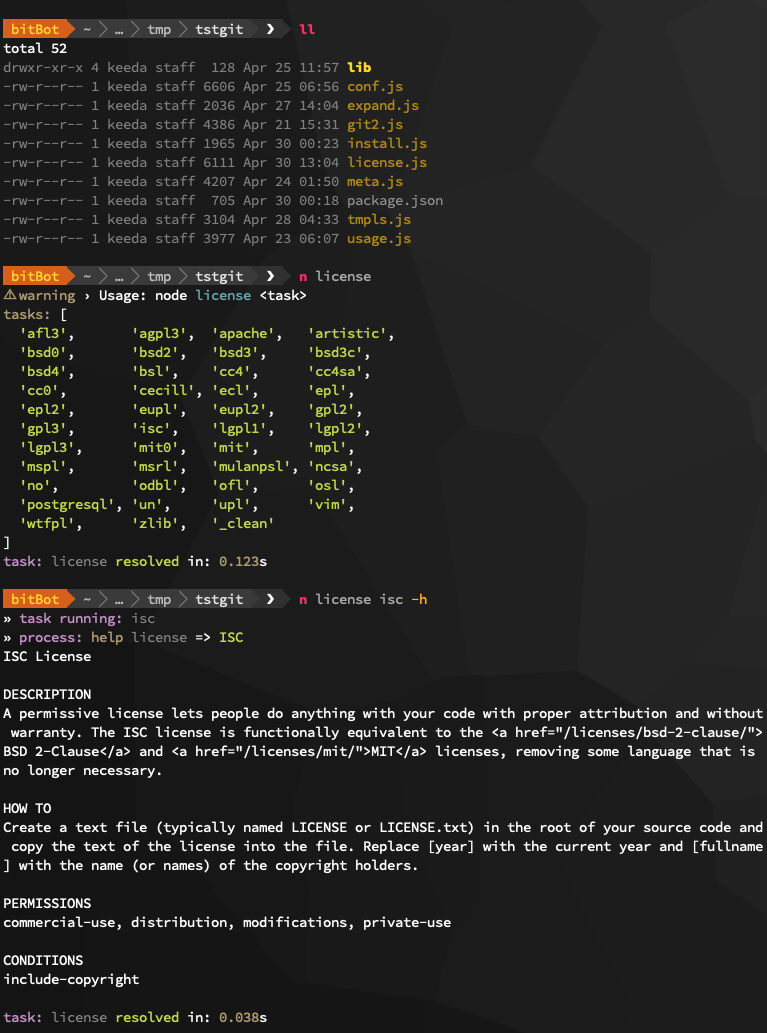 bitBot ~ … tmp tstgit ❯ ll
total 52
drwxr-xr-x 4 keeda staff  128 Apr 25 11:57 lib
-rw-r--r-- 1 keeda staff 6606 Apr 25 06:56 conf.js
-rw-r--r-- 1 keeda staff 2036 Apr 27 14:04 expand.js
-rw-r--r-- 1 keeda staff 4386 Apr 21 15:31 git2.js
-rw-r--r-- 1 keeda staff 1965 Apr 30 00:23 install.js
-rw-r--r-- 1 keeda staff 6111 Apr 30 13:04 license.js
-rw-r--r-- 1 keeda staff 4207 Apr 24 01:50 meta.js
-rw-r--r-- 1 keeda staff  705 Apr 30 00:18 package.json
-rw-r--r-- 1 keeda staff 3104 Apr 28 04:33 tmpls.js
-rw-r--r-- 1 keeda staff 3977 Apr 23 06:07 usage.js
bitBot ~ … tmp tstgit ❯ n license
⚠warning › Usage: node license <task>
tasks: [
  'afl3',       'agpl3',  'apache',   'artistic',
  'bsd0',       'bsd2',   'bsd3',     'bsd3c',
  'bsd4',       'bsl',    'cc4',      'cc4sa',
  'cc0',        'cecill', 'ecl',      'epl',
  'epl2',       'eupl',   'eupl2',    'gpl2',
  'gpl3',       'isc',    'lgpl1',    'lgpl2',
  'lgpl3',      'mit0',   'mit',      'mpl',
  'mspl',       'msrl',   'mulanpsl', 'ncsa',
  'no',         'odbl',   'ofl',      'osl',
  'postgresql', 'un',     'upl',      'vim',
  'wtfpl',      'zlib',   '_clean'
]
task: license resolved in: 0.123s
bitBot ~ … tmp tstgit ❯ n license isc -h
» task running: isc
» process: help license => ISC
ISC License
DESCRIPTION
A permissive license lets people do anything with your code with proper attribution and without
 warranty. The ISC license is functionally equivalent to the <a href="/licenses/bsd-2-clause/">
BSD 2-Clause</a> and <a href="/licenses/mit/">MIT</a> licenses, removing some language that is
no longer necessary.
HOW TO
Create a text file (typically named LICENSE or LICENSE.txt) in the root of your source code and
 copy the text of the license into the file. Replace [year] with the current year and [fullname
] with the name (or names) of the copyright holders.
PERMISSIONS
commercial-use, distribution, modifications, private-use
CONDITIONS
include-copyright
task: license resolved in: 0.038s